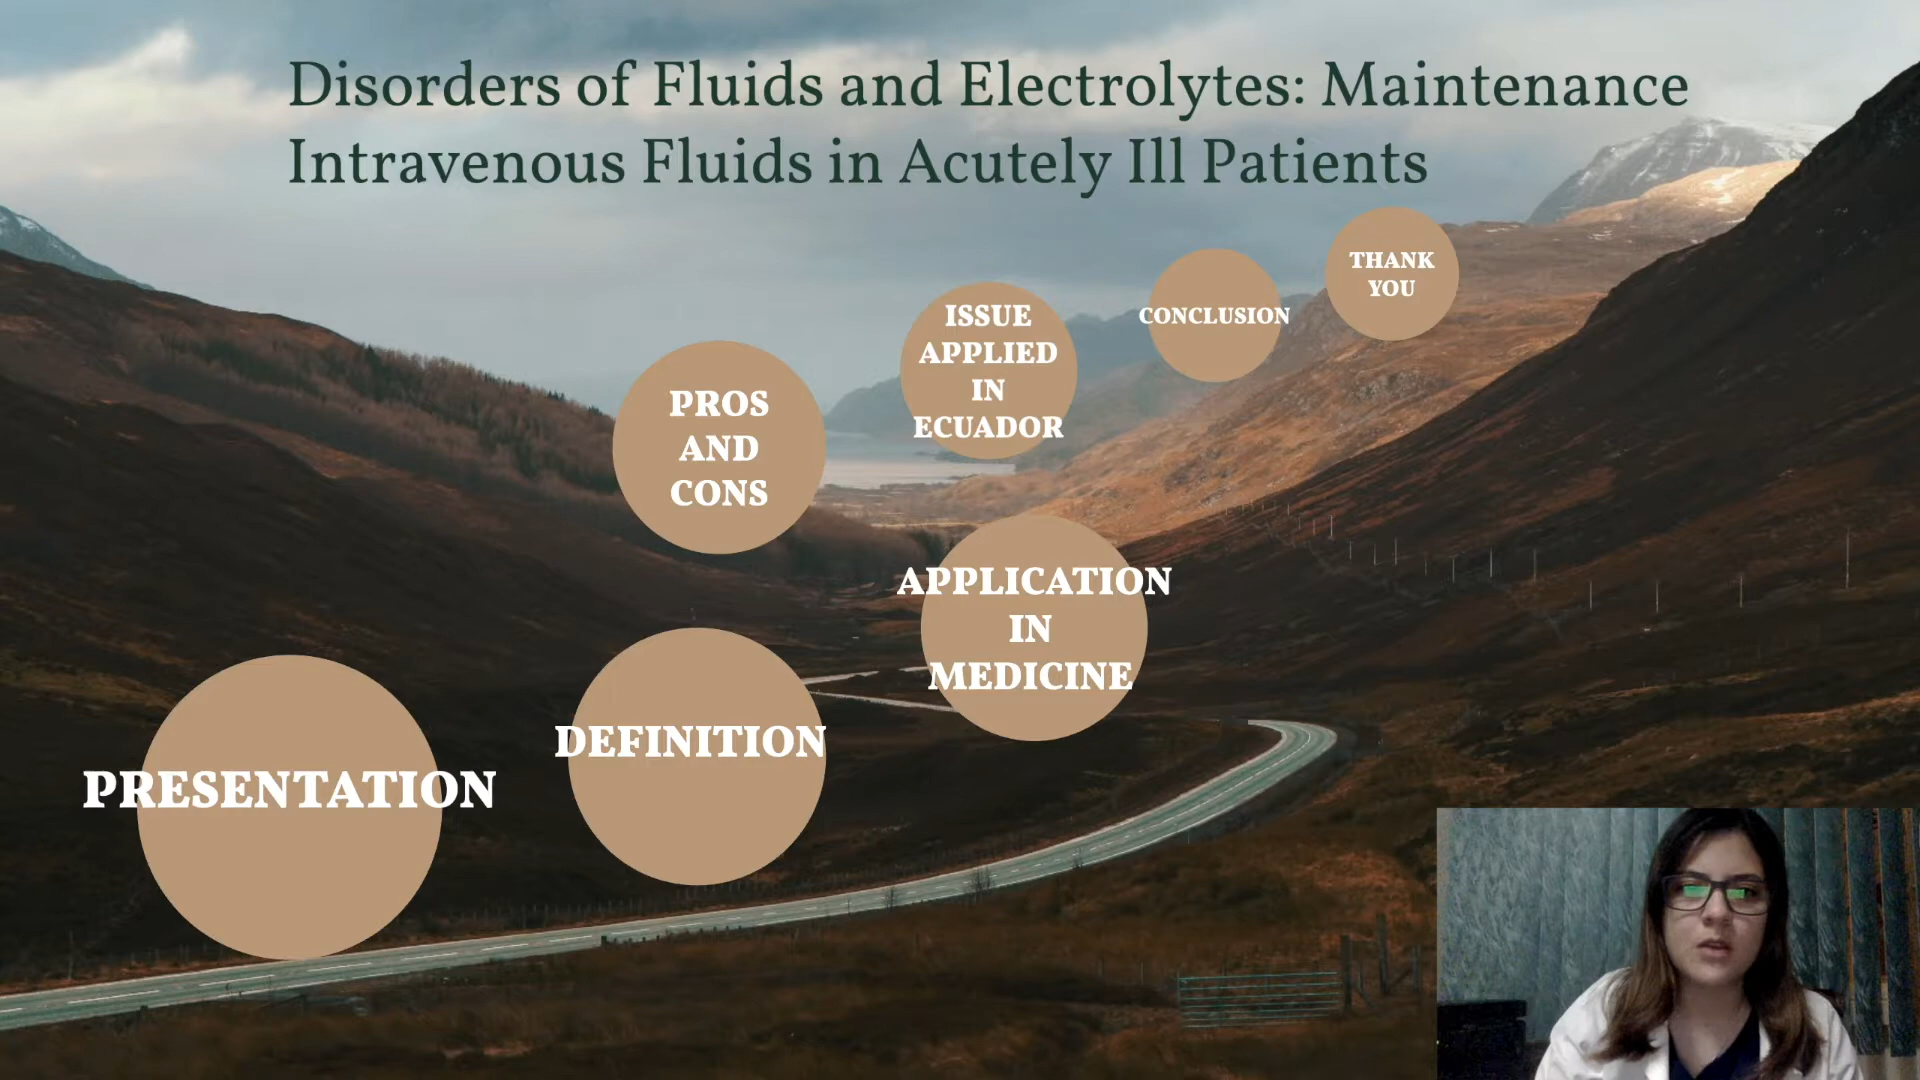 Disorders of Fluids and Electrolytes: Maintenance
Intravenous Fluids in Acutely Ill Patients
PRESENTATION
DEFINITION
APPLICATION
IN
MEDICINE
PROS
AND
CONS
ISSUE
APPLIED
IN
ECUADOR
CONCLUSION
THANK
YOU